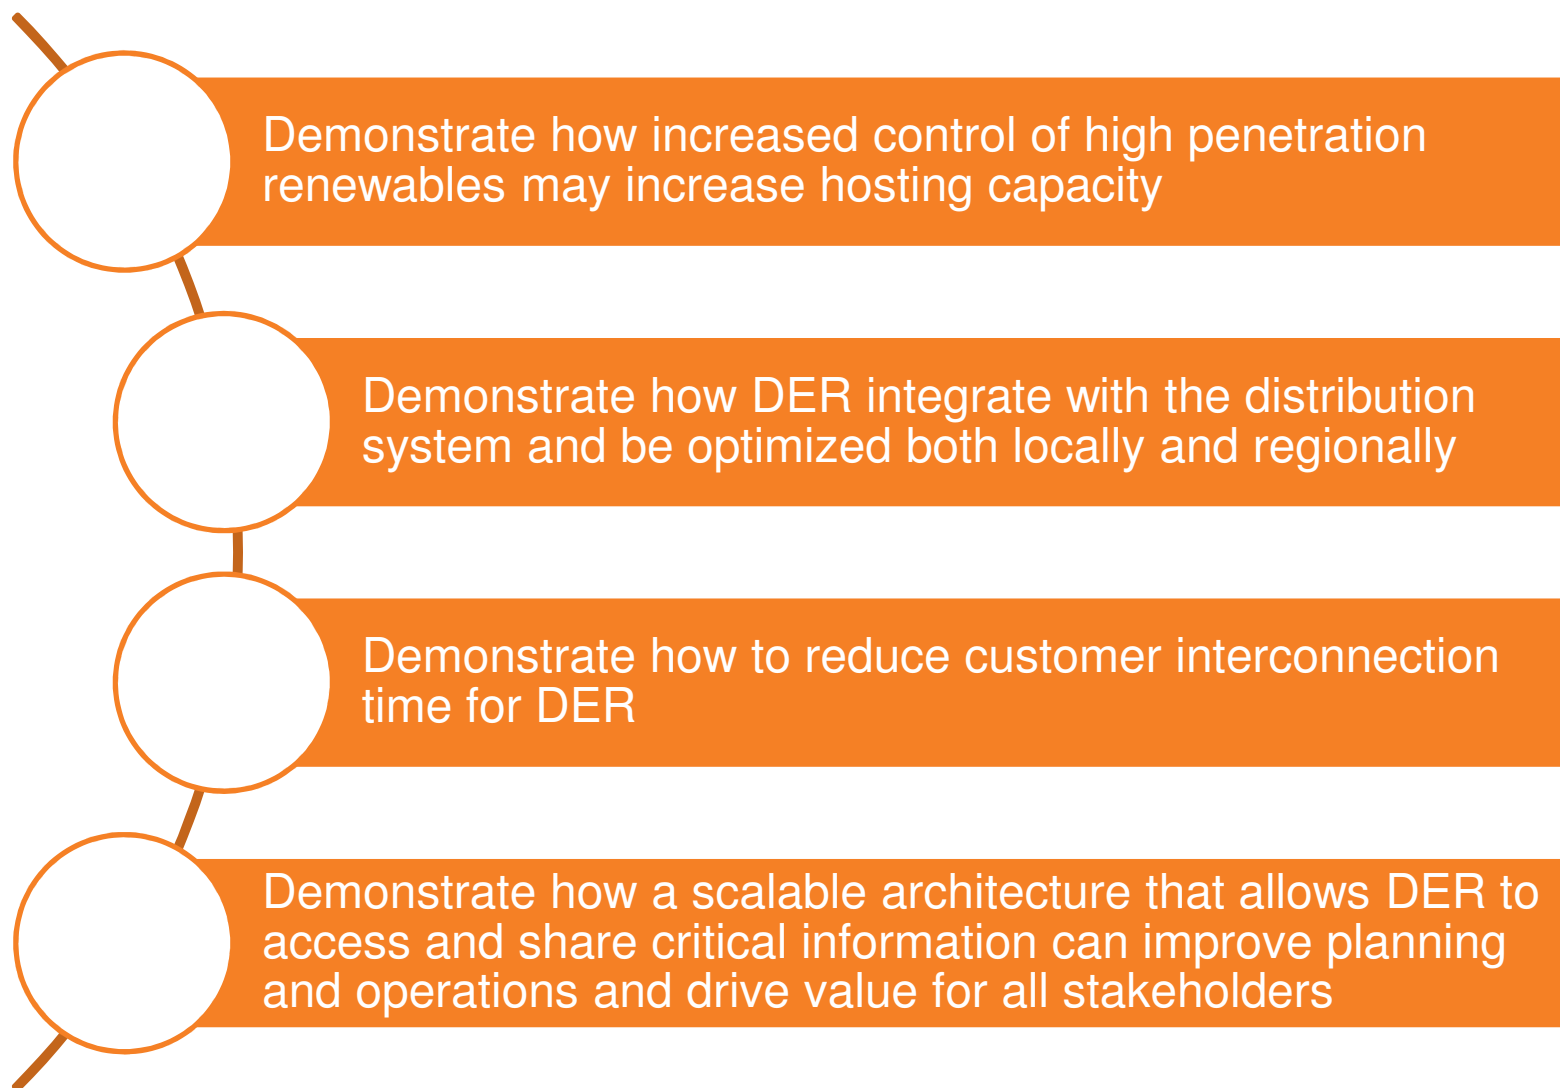 Demonstrate how increased control of high penetration
renewables may increase hosting capacity
Demonstrate how DER integrate with the distribution
system and be optimized both locally and regionally
Demonstrate how to reduce customer interconnection
time for DER
Demonstrate how a scalable architecture that allows DER to
access and share critical information can improve planning
and operations and drive value for all stakeholders